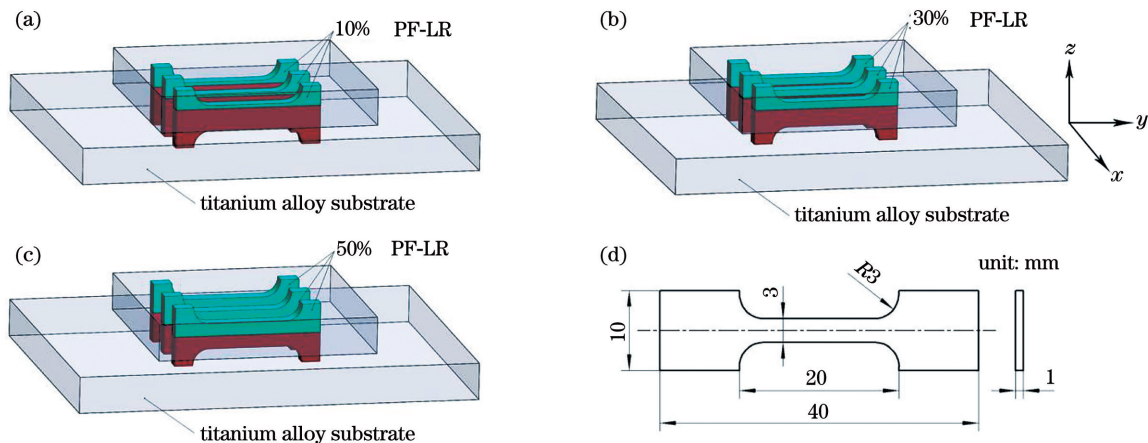 (a)
10% PF-LR
titanium alloy substrate
(b)
30% PF-LR
titanium alloy substrate
z
y
x
(c)
50% PF-LR
titanium alloy substrate
(d)
unit: mm
R3
3
10
20
40
1